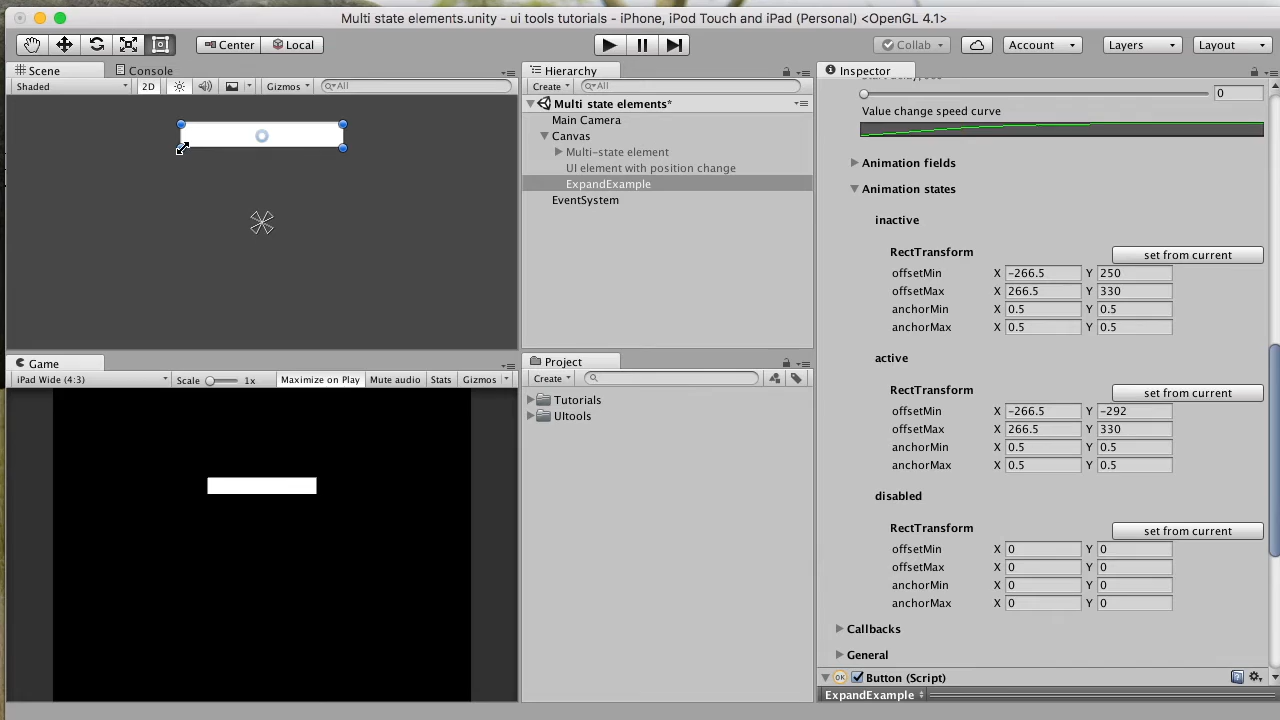 Multi state elements.unity - ui tools tutorials - iPhone, iPod Touch and iPad (Personal) <OpenGL 4.1>
Center Local Collab Account Layers Layout
Scene Console
Shaded 2D Gizmos All
Hierarchy
Create All
Multi state elements*
Main Camera
Canvas
Multi-state element
UI element with position change
ExpandExample
EventSystem
Game
iPad Wide (4:3) Scale 1x Maximize on Play Mute audio Stats Gizmos
Project
Create
Tutorials
UItools
Inspector
0
Value change speed curve
Animation fields
Animation states
inactive
RectTransform set from current
offsetMin X -266.5 Y 250
offsetMax X 266.5 Y 330
anchorMin X 0.5 Y 0.5
anchorMax X 0.5 Y 0.5
active
RectTransform set from current
offsetMin X -266.5 Y -292
offsetMax X 266.5 Y 330
anchorMin X 0.5 Y 0.5
anchorMax X 0.5 Y 0.5
disabled
RectTransform set from current
offsetMin X 0 Y 0
offsetMax X 0 Y 0
anchorMin X 0 Y 0
anchorMax X 0 Y 0
Callbacks
General
OK Button (Script)
ExpandExample